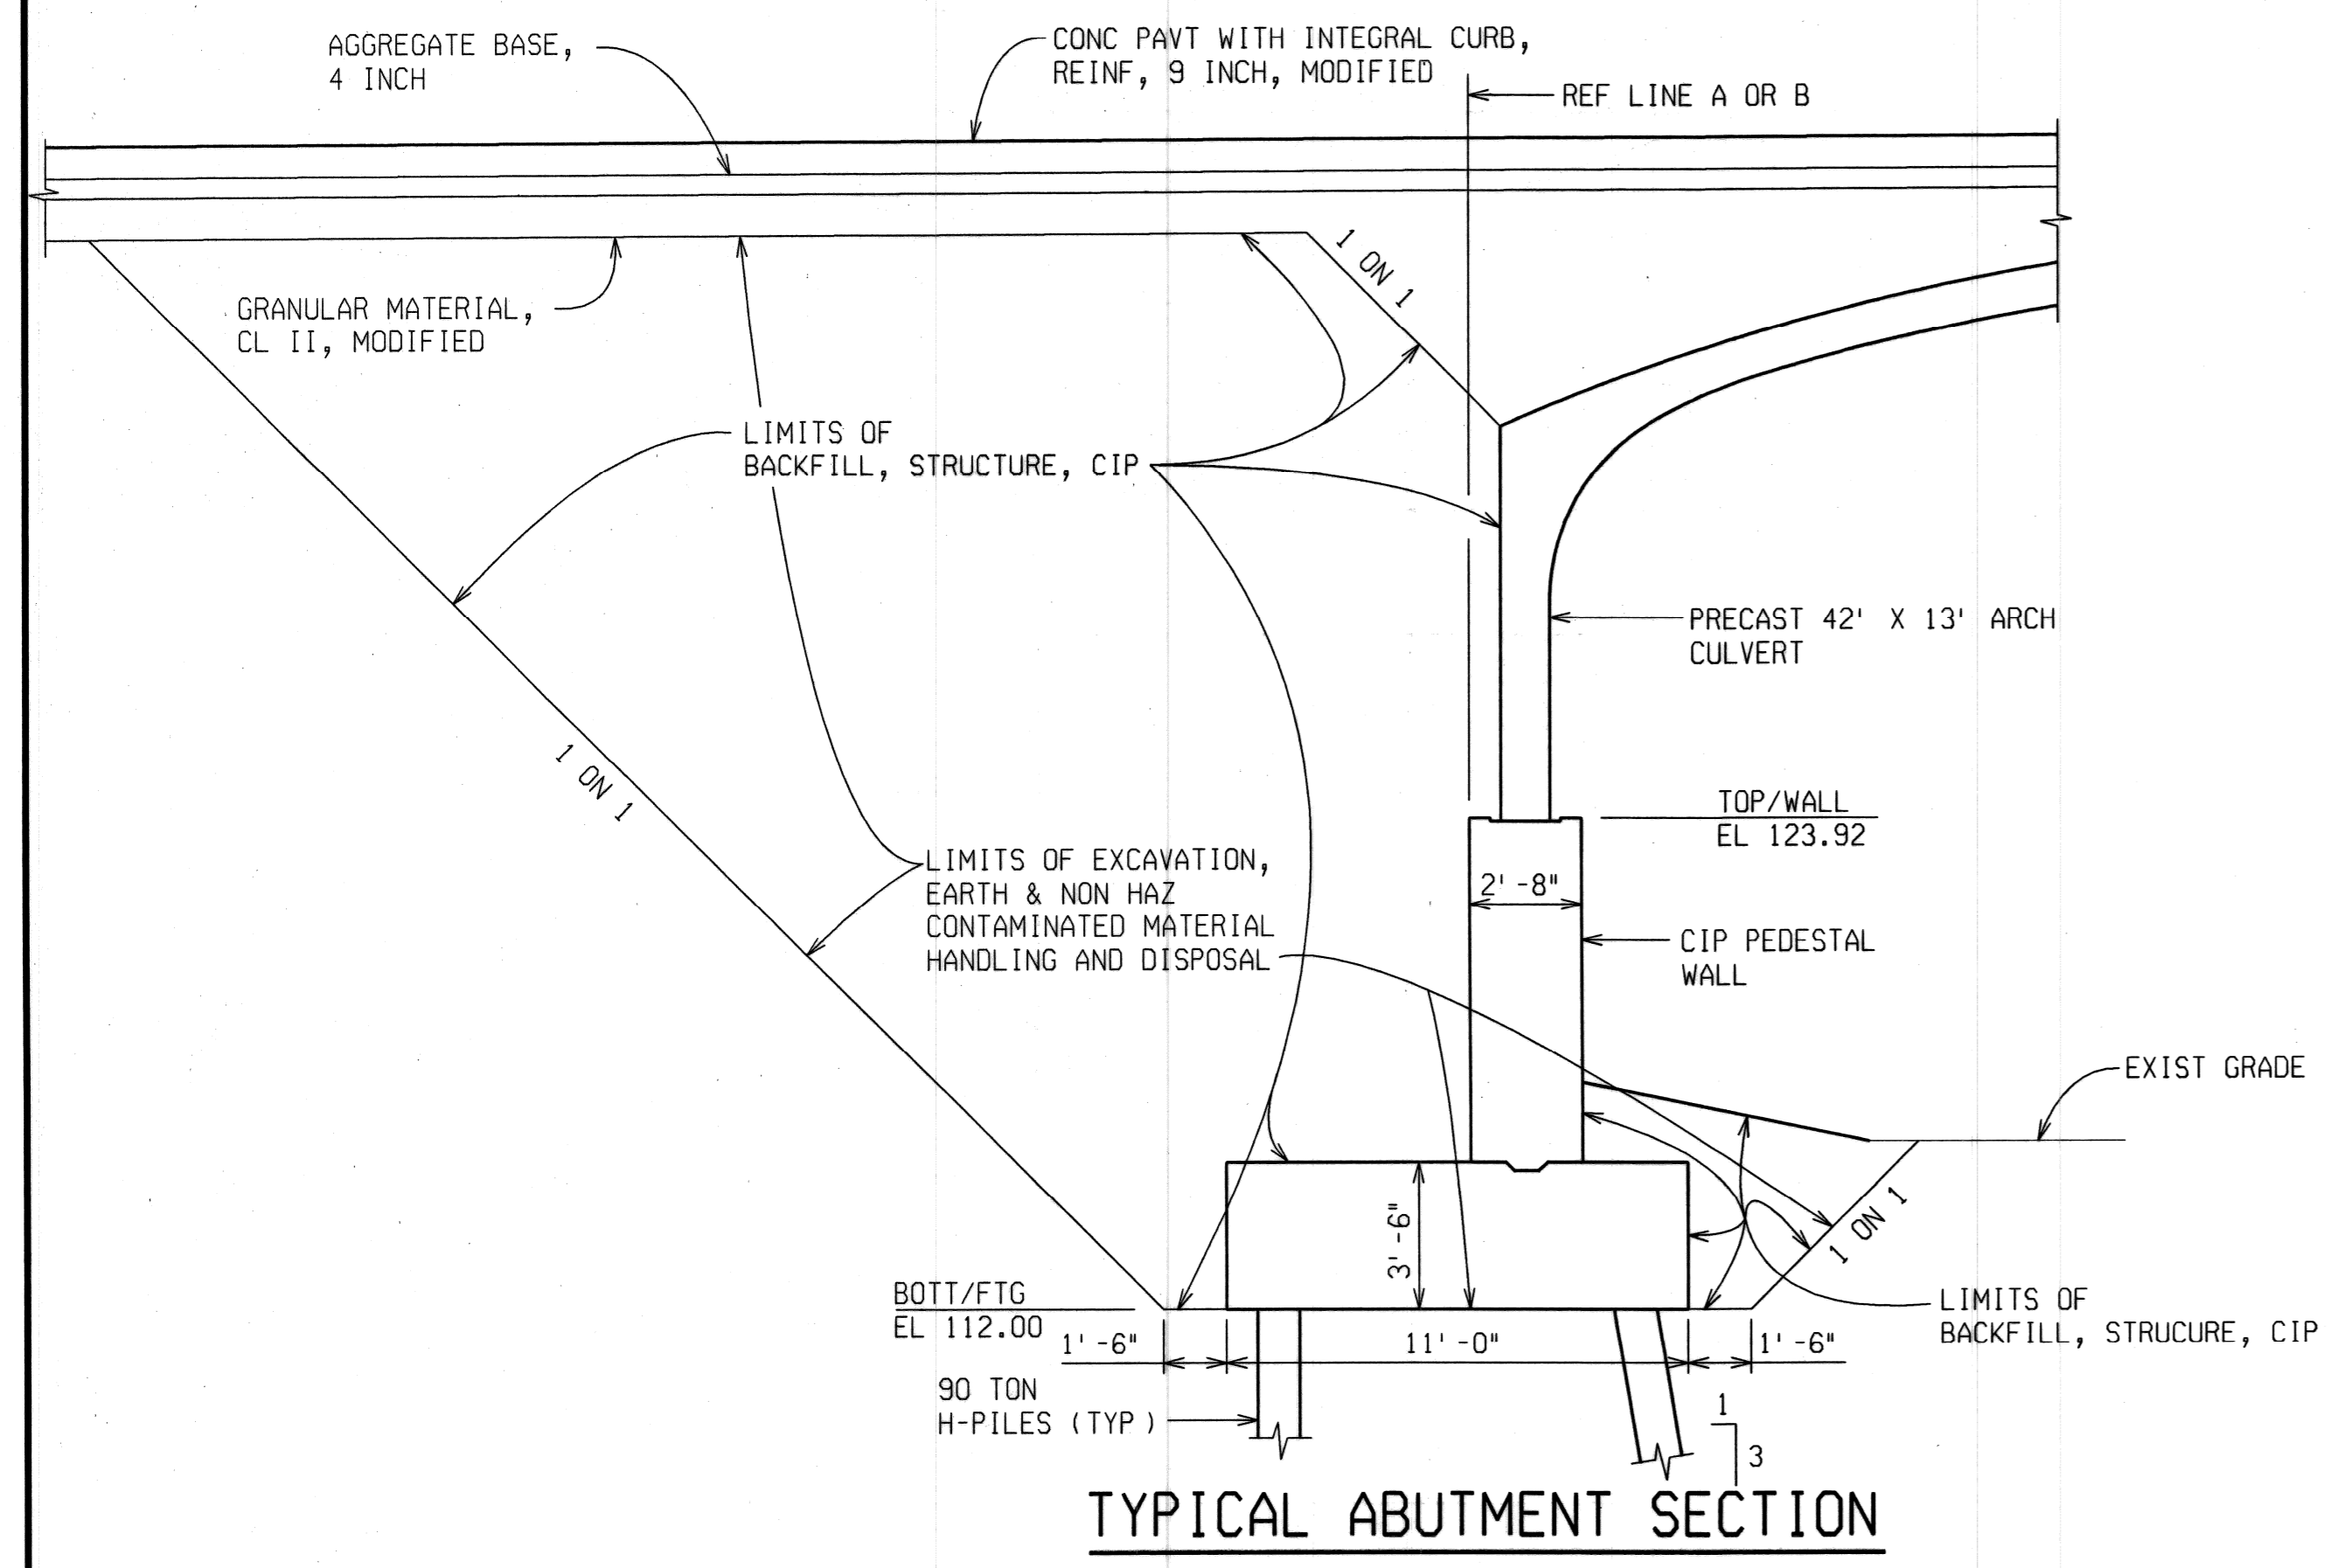 AGGREGATE BASE,
4 INCH
CONC PAVT WITH INTEGRAL CURB,
REINF, 9 INCH, MODIFIED
REF LINE A OR B
1 ON 1
GRANULAR MATERIAL,
CL II, MODIFIED
LIMITS OF
BACKFILL, STRUCTURE, CIP
PRECAST 42' X 13' ARCH
CULVERT
1 ON 1
TOP/WALL
EL 123.92
LIMITS OF EXCAVATION,
EARTH & NON HAZ
CONTAMINATED MATERIAL
HANDLING AND DISPOSAL
2'-8"
CIP PEDESTAL
WALL
EXIST GRADE
3'-6"
1 ON 1
BOTT/FTG
EL 112.00
LIMITS OF
BACKFILL, STRUCURE, CIP
1'-6"
11'-0"
1'-6"
90 TON
H-PILES (TYP)
1
3
TYPICAL ABUTMENT SECTION